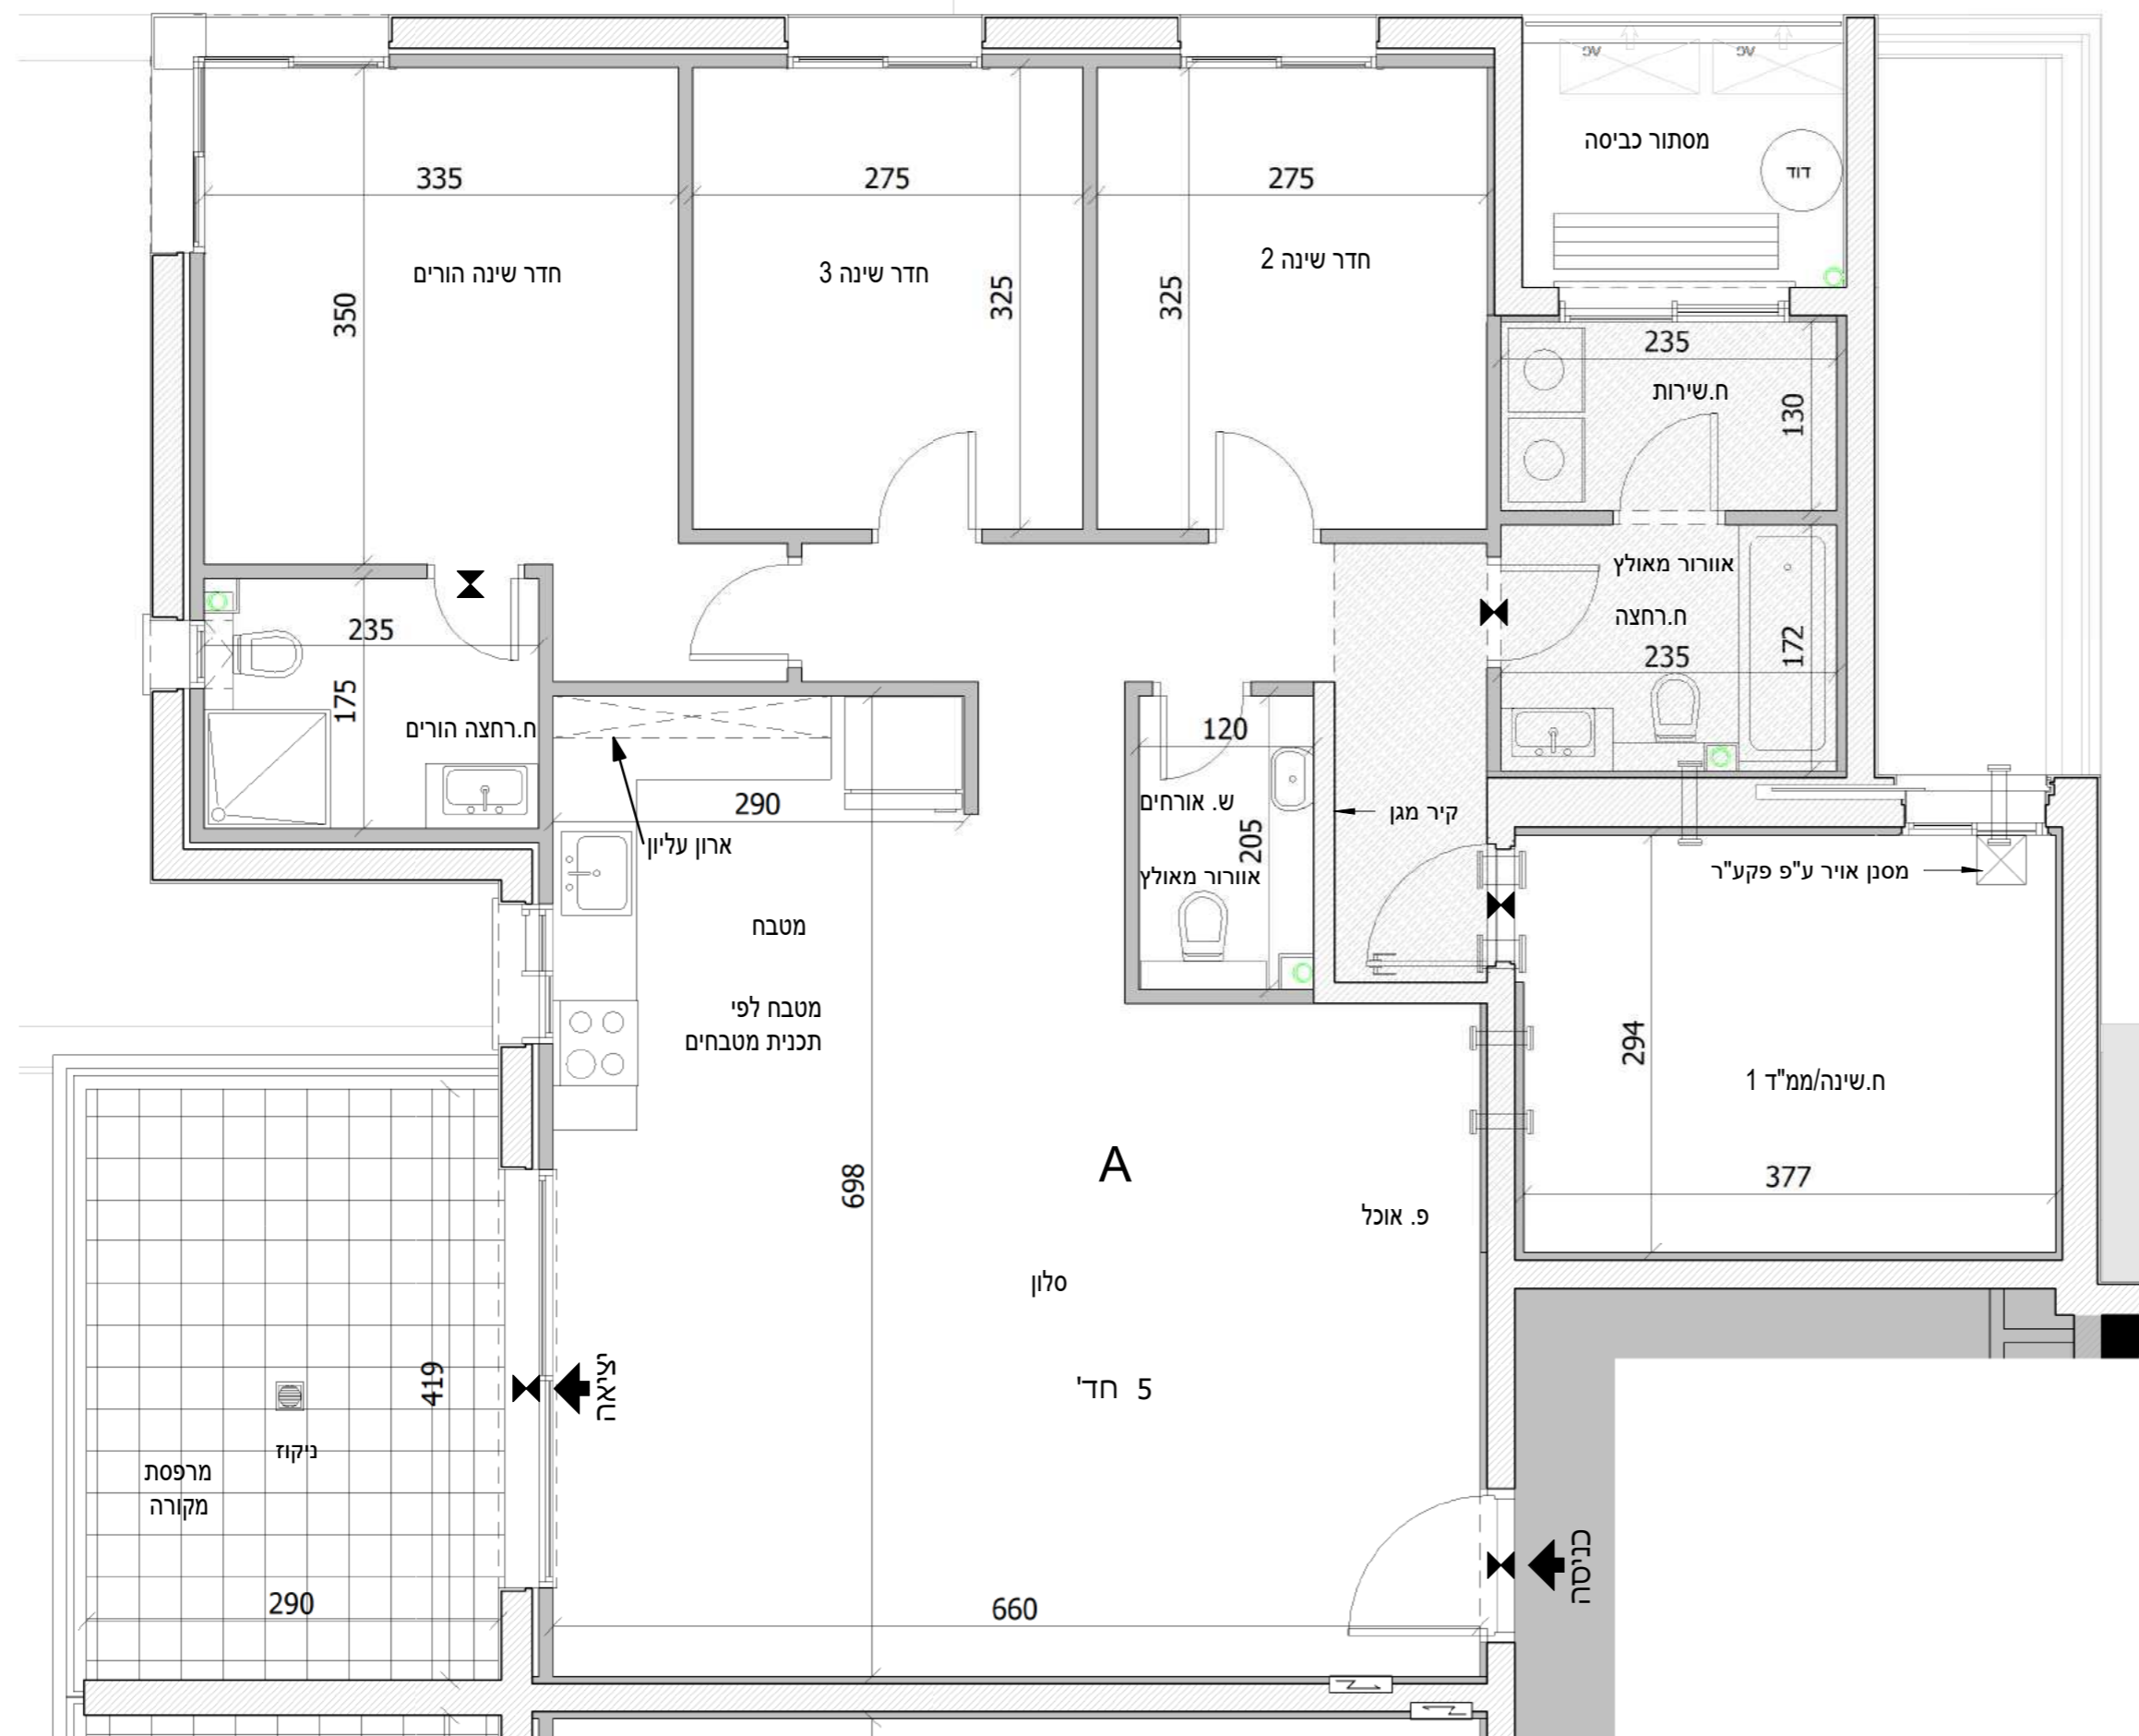 AC
AC
מסתור כביסה
דוד
335
275
275
חדר שינה הורים
חדר שינה 3
חדר שינה 2
350
325
325
235
ח.שירות
130
אוורור מאולץ
ח.רחצה
235
172
235
175
ח.רחצה הורים
120
ש. אורחים
205
אוורור מאולץ
קיר מגן
290
ארון עליון
מטבח
מטבח לפי
תכנית מטבחים
מסנן אויר ע"פ פקע"ר
294
ח.שינה/ממ"ד 1
377
698
A
פ. אוכל
סלון
5 חד'
419
יציאה
ניקוז
מרפסת
מקורה
290
660
כניסה